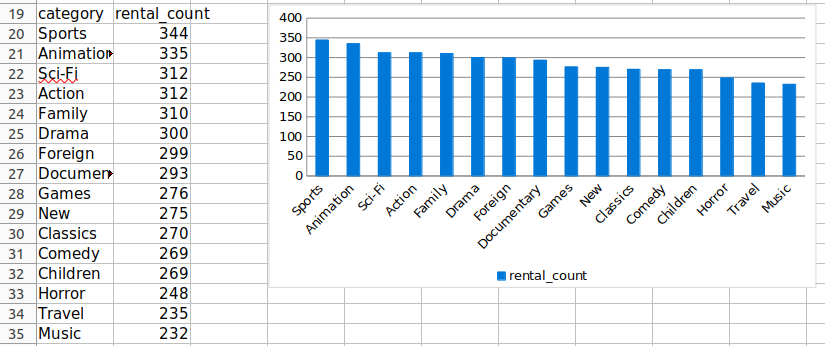 19 category rental_count
20 Sports 344
21 Animation 335
22 Sci-Fi 312
23 Action 312
24 Family 310
25 Drama 300
26 Foreign 299
27 Documen 293
28 Games 276
29 New 275
30 Classics 270
31 Comedy 269
32 Children 269
33 Horror 248
34 Travel 235
35 Music 232
400
350
300
250
200
150
100
50
0
Sports Animation Sci-Fi Action Family Drama Foreign Documentary Games New Classics Comedy Children Horror Travel Music
rental_count